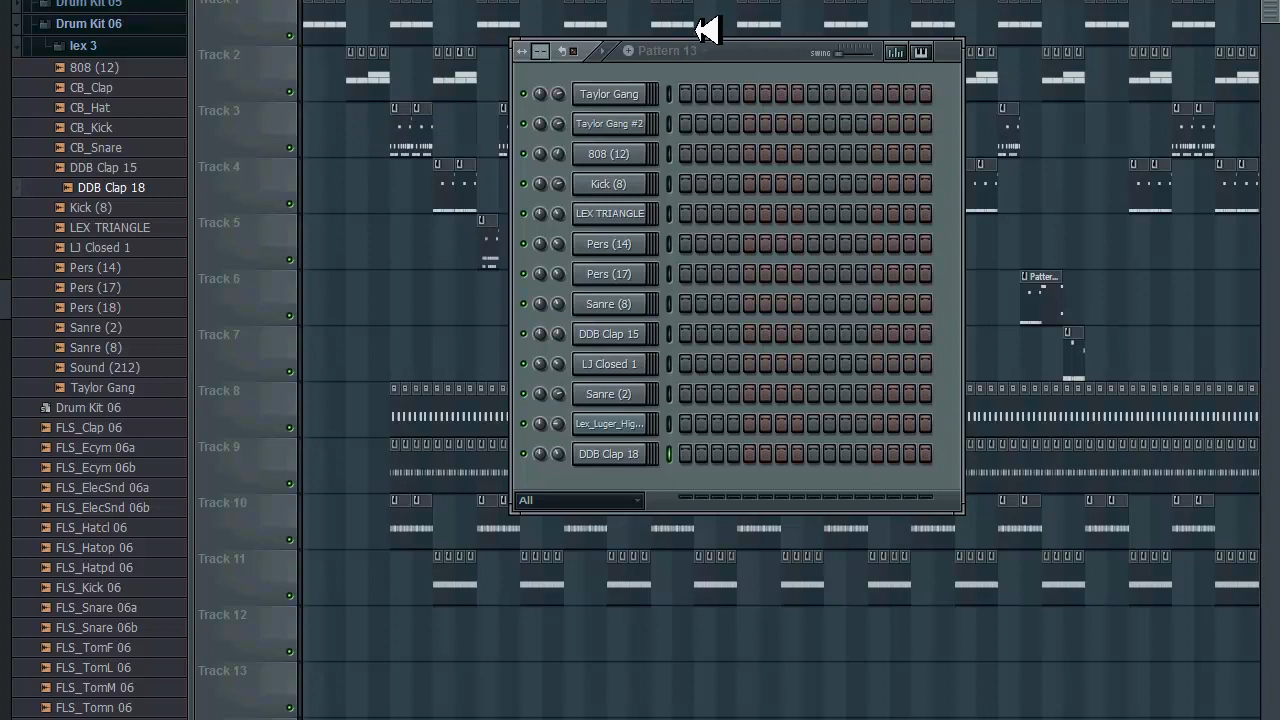 Drum Kit 05
Drum Kit 06
lex 3
808 (12)
CB_Clap
CB_Hat
CB_Kick
CB_Snare
DDB Clap 15
DDB Clap 18
Kick (8)
LEX TRIANGLE
LJ Closed 1
Pers (14)
Pers (17)
Pers (18)
Sanre (2)
Sanre (8)
Sound (212)
Taylor Gang
Drum Kit 06
FLS_Clap 06
FLS_Ecym 06a
FLS_Ecym 06b
FLS_ElecSnd 06a
FLS_ElecSnd 06b
FLS_Hatcl 06
FLS_Hatop 06
FLS_Hatpd 06
FLS_Kick 06
FLS_Snare 06a
FLS_Snare 06b
FLS_TomF 06
FLS_TomL 06
FLS_TomM 06
FLS_Tomn 06
Track 1
Track 2
Track 3
Track 4
Track 5
Track 6
Track 7
Track 8
Track 9
Track 10
Track 11
Track 12
Track 13
Pattern 13
SWING
Taylor Gang
Taylor Gang #2
808 (12)
Kick (8)
LEX TRIANGLE
Pers (14)
Pers (17)
Sanre (8)
DDB Clap 15
LJ Closed 1
Sanre (2)
Lex_Luger_Hig...
DDB Clap 18
All
Patter...